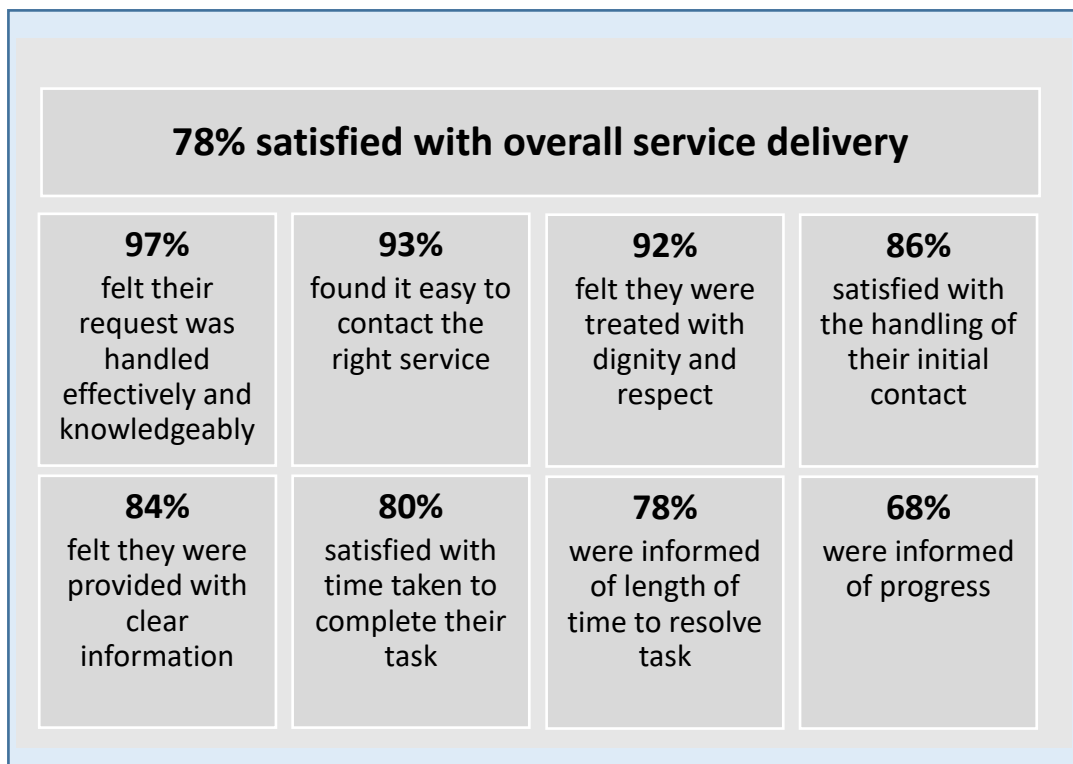 78% satisfied with overall service delivery
97%
felt their
request was
handled
effectively and
knowledgeably
93%
found it easy to
contact the
right service
92%
felt they were
treated with
dignity and
respect
86%
satisfied with
the handling of
their initial
contact
84%
felt they were
provided with
clear
information
80%
satisfied with
time taken to
complete their
task
78%
were informed
of length of
time to resolve
task
68%
were informed
of progress